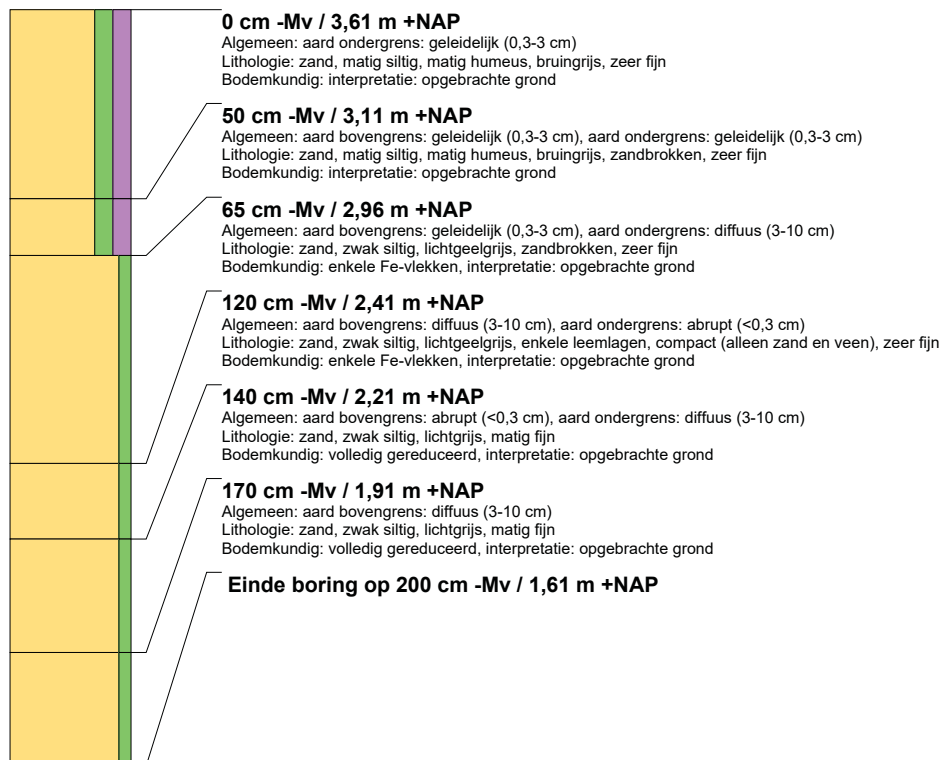 0 cm -Mv / 3,61 m +NAP
Algemeen: aard ondergrens: geleidelijk (0,3-3 cm)
Lithologie: zand, matig siltig, matig humeus, bruingrijs, zeer fijn
Bodemkundig: interpretatie: opgebrachte grond
50 cm -Mv / 3,11 m +NAP
Algemeen: aard bovengrens: geleidelijk (0,3-3 cm), aard ondergrens: geleidelijk (0,3-3 cm)
Lithologie: zand, matig siltig, matig humeus, bruingrijs, zandbrokken, zeer fijn
Bodemkundig: interpretatie: opgebrachte grond
65 cm -Mv / 2,96 m +NAP
Algemeen: aard bovengrens: geleidelijk (0,3-3 cm), aard ondergrens: diffuus (3-10 cm)
Lithologie: zand, zwak siltig, lichtgeelgrijs, zandbrokken, zeer fijn
Bodemkundig: enkele Fe-vlekken, interpretatie: opgebrachte grond
120 cm -Mv / 2,41 m +NAP
Algemeen: aard bovengrens: diffuus (3-10 cm), aard ondergrens: abrupt (<0,3 cm)
Lithologie: zand, zwak siltig, lichtgeelgrijs, enkele leemlagen, compact (alleen zand en veen), zeer fijn
Bodemkundig: enkele Fe-vlekken, interpretatie: opgebrachte grond
140 cm -Mv / 2,21 m +NAP
Algemeen: aard bovengrens: abrupt (<0,3 cm), aard ondergrens: diffuus (3-10 cm)
Lithologie: zand, zwak siltig, lichtgrijs, matig fijn
Bodemkundig: volledig gereduceerd, interpretatie: opgebrachte grond
170 cm -Mv / 1,91 m +NAP
Algemeen: aard bovengrens: diffuus (3-10 cm)
Lithologie: zand, zwak siltig, lichtgrijs, matig fijn
Bodemkundig: volledig gereduceerd, interpretatie: opgebrachte grond
Einde boring op 200 cm -Mv / 1,61 m +NAP